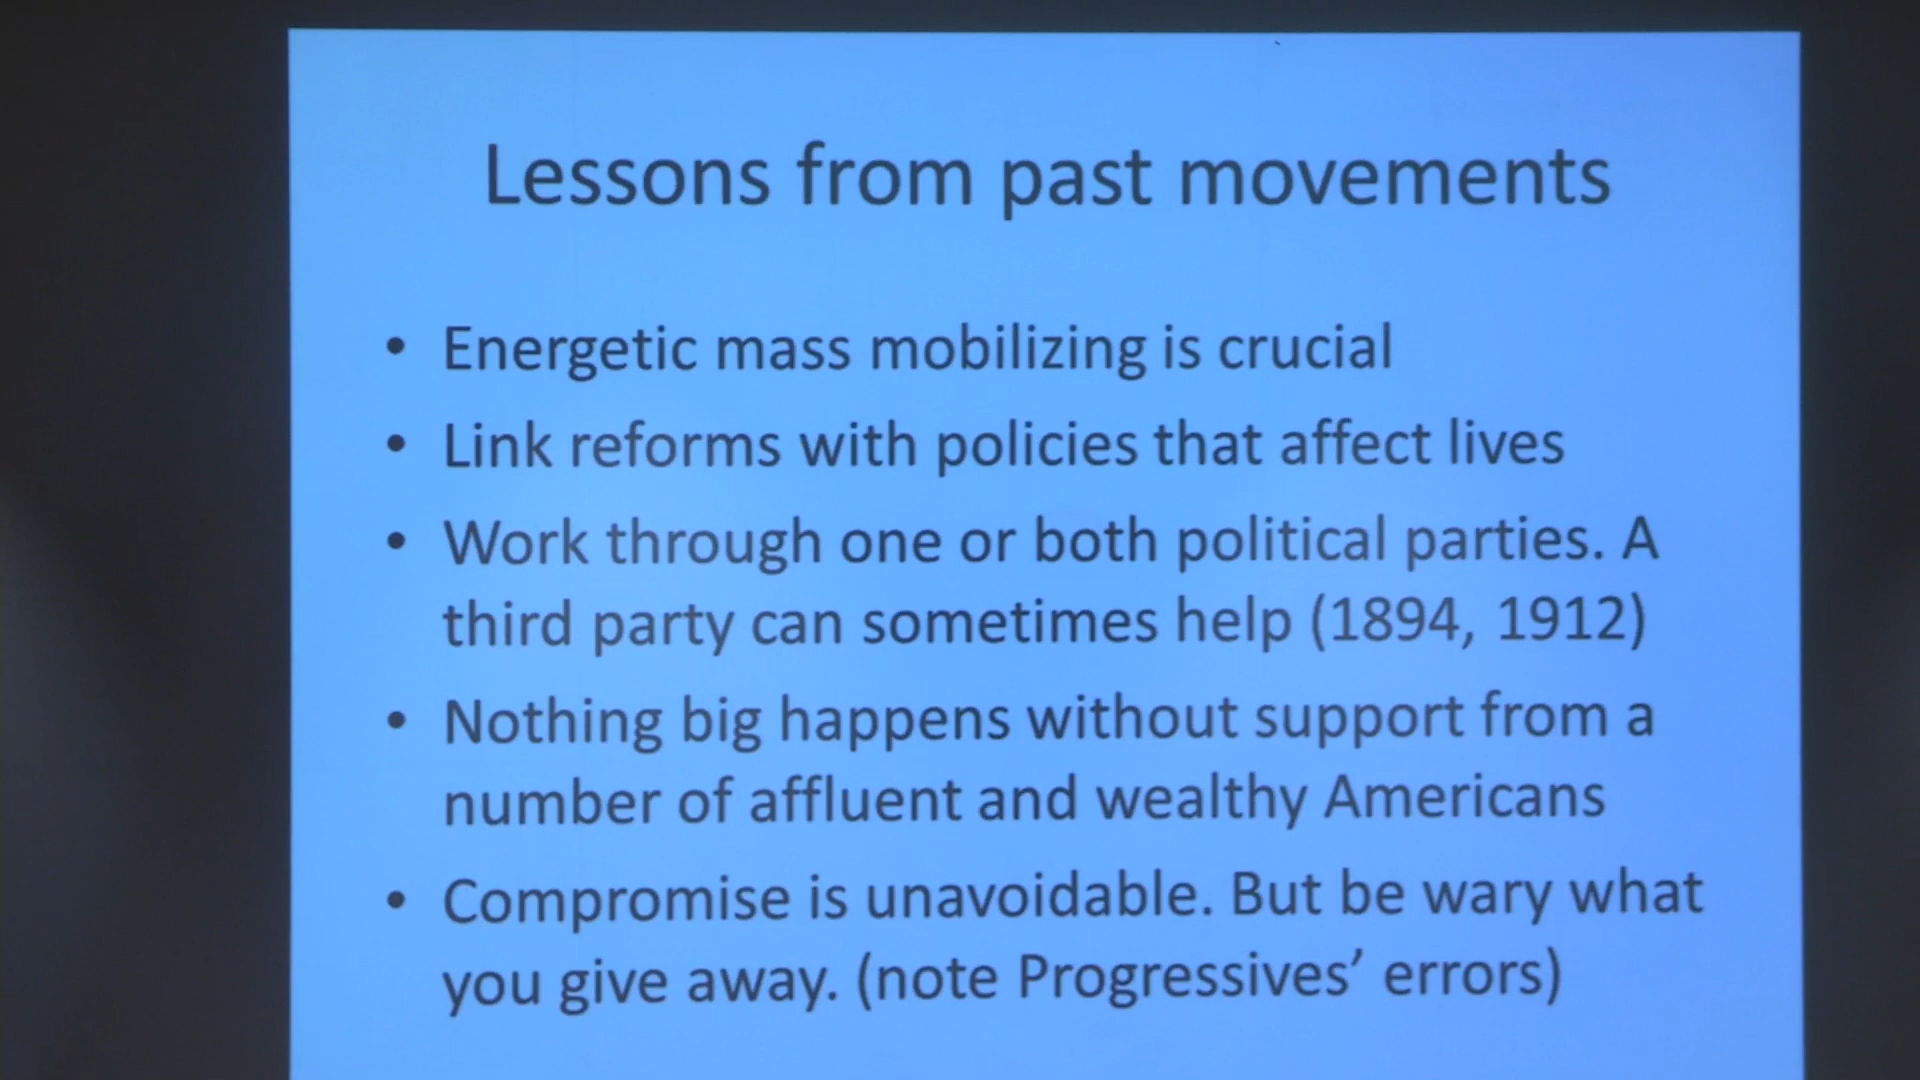 Lessons from past movements
• Energetic mass mobilizing is crucial
• Link reforms with policies that affect lives
• Work through one or both political parties. A
third party can sometimes help (1894, 1912)
• Nothing big happens without support from a
number of affluent and wealthy Americans
• Compromise is unavoidable. But be wary what
you give away. (note Progressives’ errors)